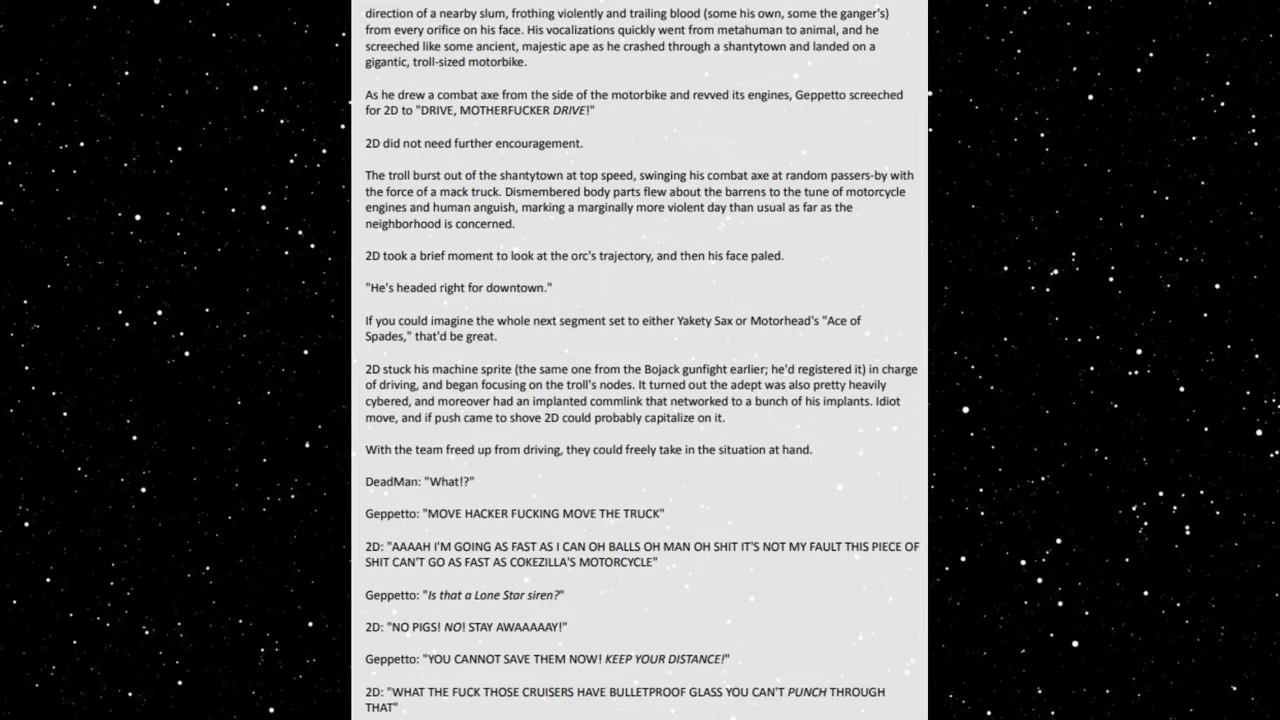 direction of a nearby slum, frothing violently and trailing blood (some his own, some the ganger's)
from every orifice on his face. His vocalizations quickly went from metahuman to animal, and he
screeched like some ancient, majestic ape as he crashed through a shantytown and landed on a
gigantic, troll-sized motorbike.
As he drew a combat axe from the side of the motorbike and revved its engines, Geppetto screeched
for 2D to "DRIVE, MOTHERFUCKER DRIVE!"
2D did not need further encouragement.
The troll burst out of the shantytown at top speed, swinging his combat axe at random passers-by with
the force of a mack truck. Dismembered body parts flew about the barrens to the tune of motorcycle
engines and human anguish, marking a marginally more violent day than usual as far as the
neighborhood is concerned.
2D took a brief moment to look at the orc's trajectory, and then his face paled.
"He's headed right for downtown."
If you could imagine the whole next segment set to either Yakety Sax or Motorhead's "Ace of
Spades," that'd be great.
2D stuck his machine sprite (the same one from the Bojack gunfight earlier; he'd registered it) in charge
of driving, and began focusing on the troll's nodes. It turned out the adept was also pretty heavily
cybered, and moreover had an implanted commlink that networked to a bunch of his implants. Idiot
move, and if push came to shove 2D could probably capitalize on it.
With the team freed up from driving, they could freely take in the situation at hand.
DeadMan: "What!?"
Geppetto: "MOVE HACKER FUCKING MOVE THE TRUCK"
2D: "AAAAH I'M GOING AS FAST AS I CAN OH BALLS OH MAN OH SHIT IT'S NOT MY FAULT THIS PIECE OF
SHIT CAN'T GO AS FAST AS COKEZILLA'S MOTORCYCLE"
Geppetto: "Is that a Lone Star siren?"
2D: "NO PIGS! NO! STAY AWAAAAAY!"
Geppetto: "YOU CANNOT SAVE THEM NOW! KEEP YOUR DISTANCE!"
2D: "WHAT THE FUCK THOSE CRUISERS HAVE BULLETPROOF GLASS YOU CAN'T PUNCH THROUGH
THAT"